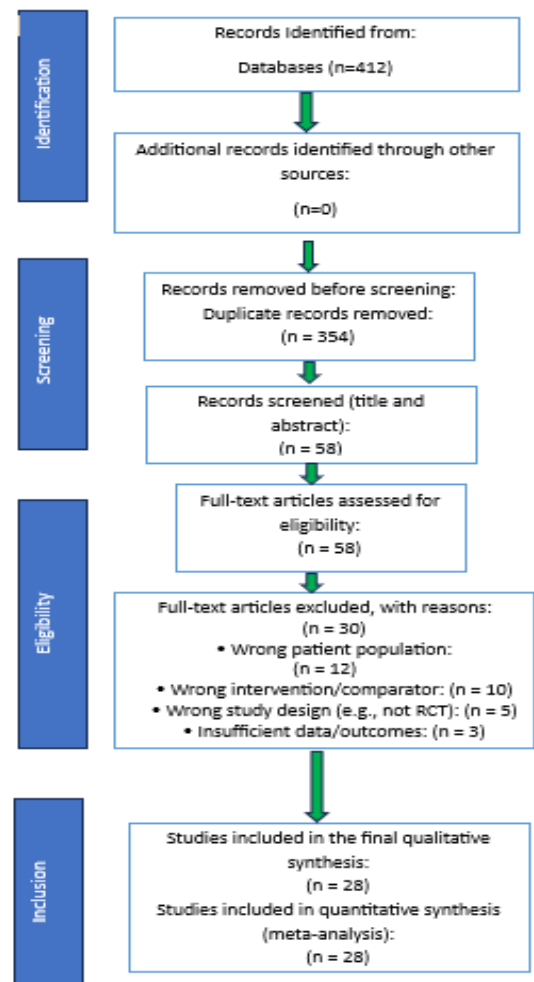 Identification
Records Identified from:
Databases (n=412)
Additional records identified through other
sources:
(n=0)
Screening
Records removed before screening:
Duplicate records removed:
(n = 354)
Records screened (title and
abstract):
(n = 58)
Eligibility
Full-text articles assessed for
eligibility:
(n = 58)
Full-text articles excluded, with reasons:
(n = 30)
• Wrong patient population:
(n = 12)
• Wrong intervention/comparator: (n = 10)
• Wrong study design (e.g., not RCT): (n = 5)
• Insufficient data/outcomes: (n = 3)
Inclusion
Studies included in the final qualitative
synthesis:
(n = 28)
Studies included in quantitative synthesis
(meta-analysis):
(n = 28)